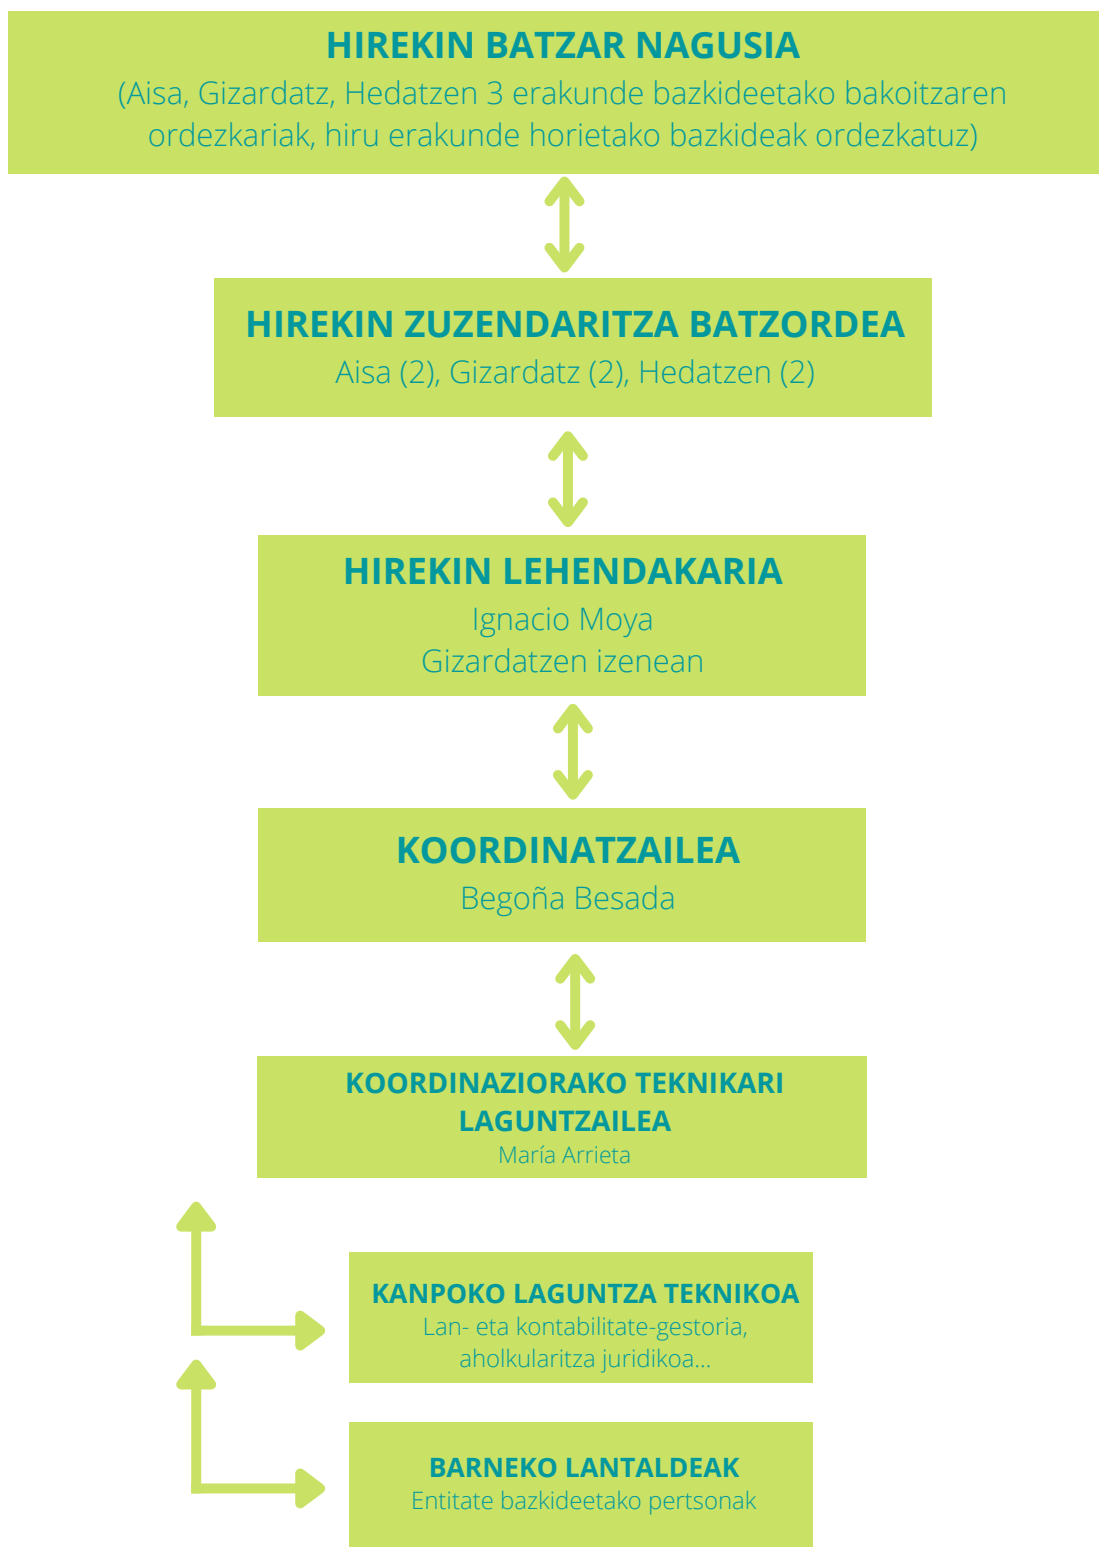 HIREKIN BATZAR NAGUSIA
(Aisa, Gizardatz, Hedatzen 3 erakunde bazkideetako bakoitzaren
ordezkariak, hiru erakunde horietako bazkideak ordezkatuz)
HIREKIN ZUZENDARITZA BATZORDEA
Aisa (2), Gizardatz (2), Hedatzen (2)
HIREKIN LEHENDAKARIA
Ignacio Moya
Gizardatzen izenean
KOORDINATZAILEA
Begoña Besada
KOORDINAZIORAKO TEKNIKARI
LAGUNTZAILEA
María Arrieta
KANPOKO LAGUNTZA TEKNIKOA
Lan- eta kontabilitate-gestoria,
aholkularitza juridikoa...
BARNEKO LANTALDEAK
Entitate bazkideetako pertsonak